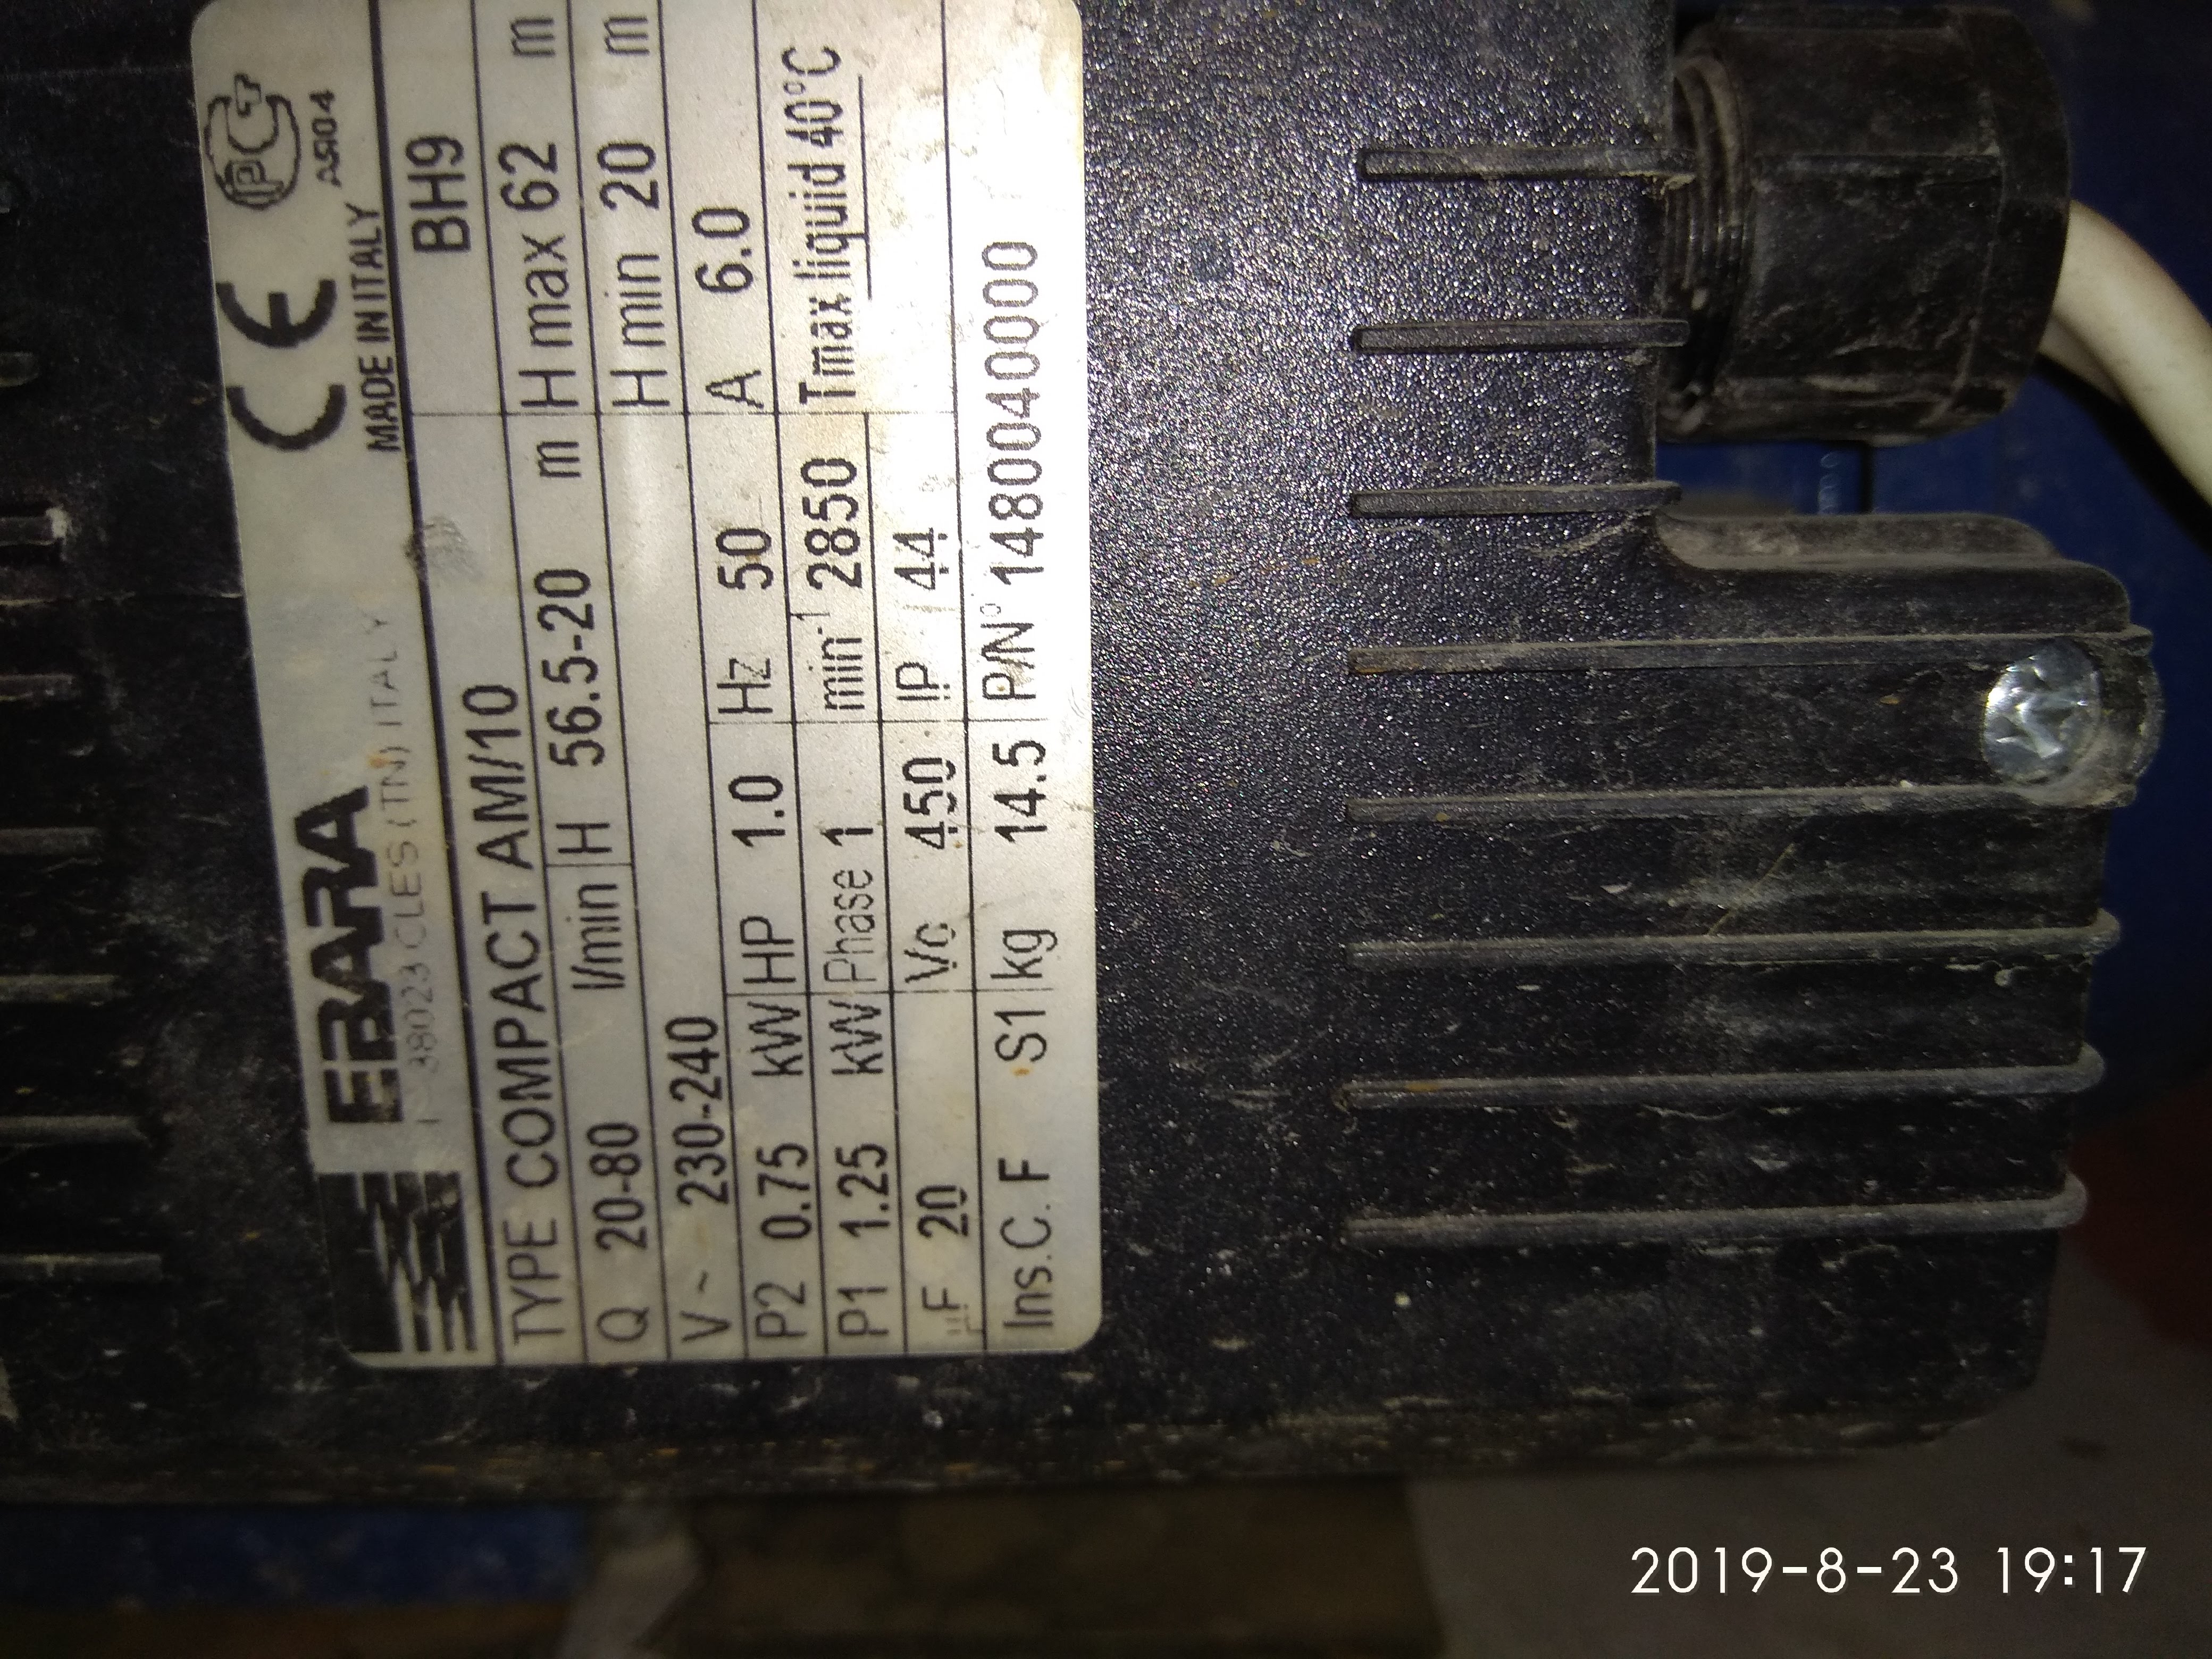 EBARA
CE
PCT
АЯ04
38023 CLES (TN) ITALY
MADE IN ITALY
TYPE COMPACT AM/10 BH9
Q 20-80 l/min H 56.5-20 m H max 62 m
V~ 230-240 H min 20 m
P2 0.75 kW HP 1.0 Hz 50 A 6.0
P1 1.25 kW Phase 1 min-1 2850 Tmax liquid 40°C
µF 20 Vc 450 IP 44
Ins.C. F S1 kg 14.5 P/N° 1480040000
2019-8-23 19:17